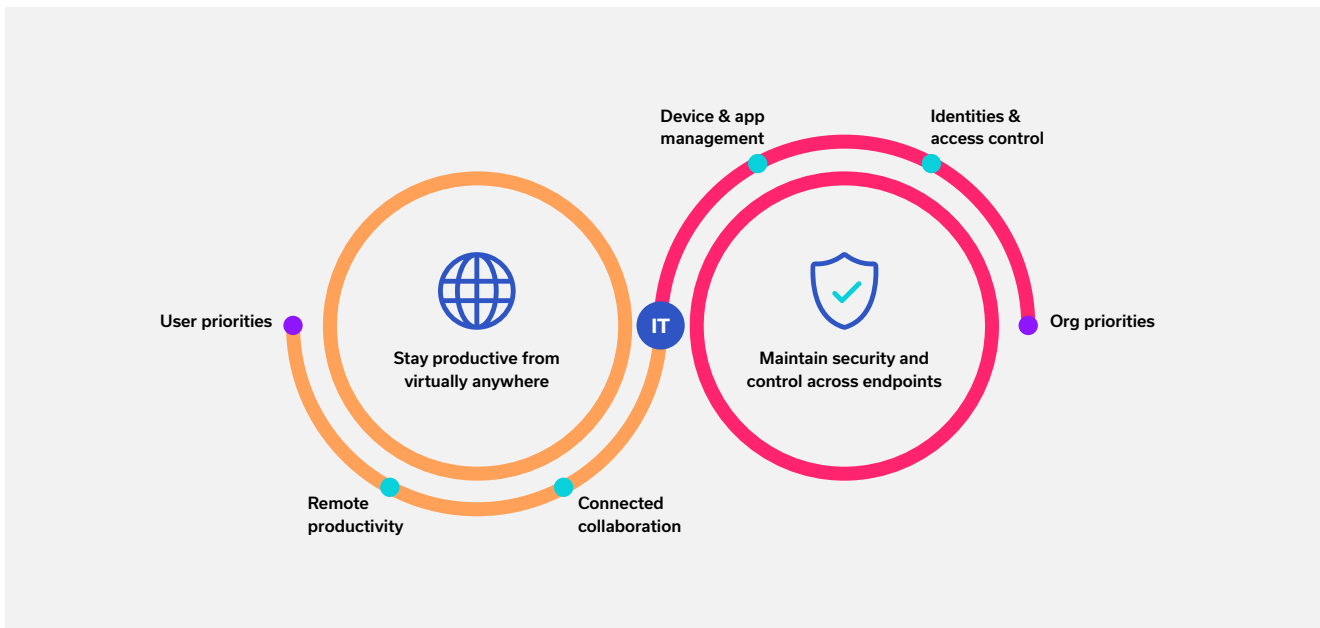 Device & app
management
Identities &
access control
User priorities
IT
Org priorities
Stay productive from
virtually anywhere
Maintain security and
control across endpoints
Remote
productivity
Connected
collaboration